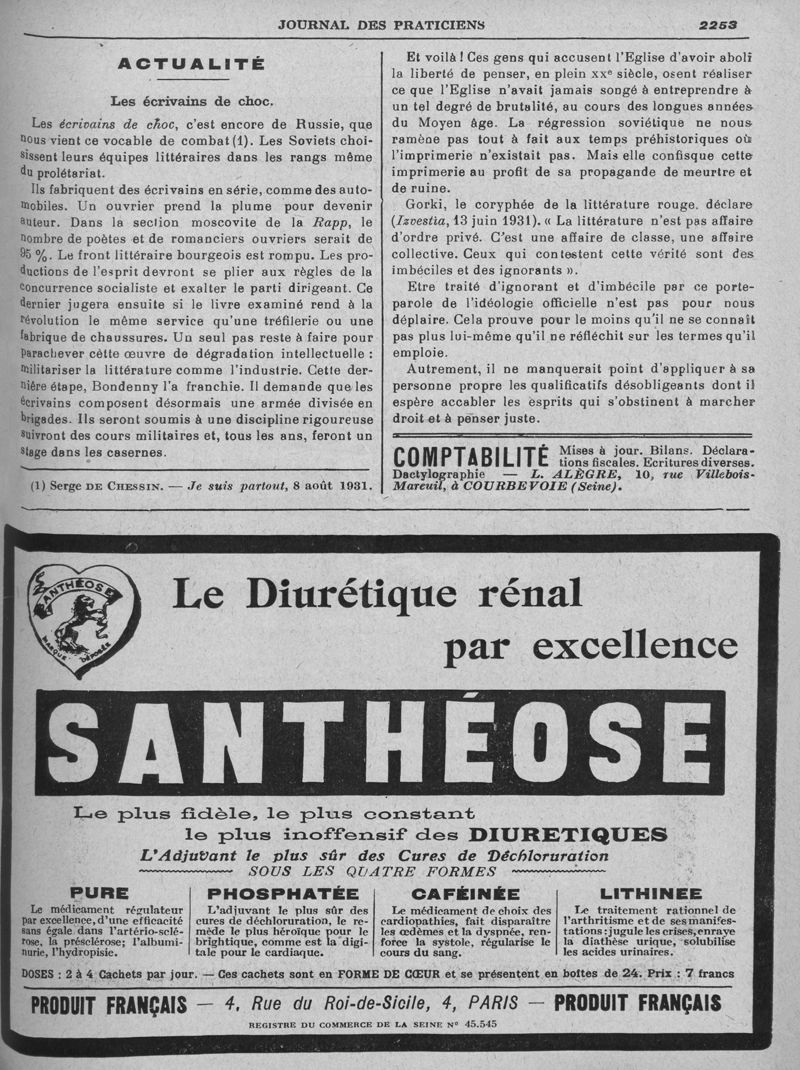 JOURNAL DES PRATICIENS
2253
ACTUALITÉ
Les écrivains de choc.
Les écrivains de choc, c'est encore de Russie, que
nous vient ce vocable de combat (1). Les Soviets choi-
sissent leurs équipes littéraires dans les rangs même
du prolétariat.
Ils fabriquent des écrivains en série, comme des auto-
mobiles. Un ouvrier prend la plume pour devenir
auteur. Dans la section moscovite de la Rapp, le
nombre de poètes et de romanciers ouvriers serait de
95 %. Le front littéraire bourgeois est rompu. Les pro-
ductions de l'esprit devront se plier aux règles de la
concurrence socialiste et exalter le parti dirigeant. Ce
dernier jugera ensuite si le livre examiné rend à la
révolution le même service qu'une tréfilerie ou une
fabrique de chaussures. Un seul pas reste à faire pour
parachever cètte œuvre de dégradation intellectuelle :
militariser la littérature comme l'industrie. Cette der-
nière étape, Bondenny l'a franchie. Il demande que les
écrivains composent désormais une armée divisée en
brigades. Ils seront soumis à une discipline rigoureuse
suivront des cours militaires et, tous les ans, feront un
stage dans les casernes.
(1) Serge DE CHESSIN. — Je suis partout, 8 août 1931.
Et voilà ! Ces gens qui accusent l'Eglise d'avoir aboli
la liberté de penser, en plein XXe siècle, osent réaliser
ce que l'Eglise n'avait jamais songé à entreprendre à
un tel degré de brutalité, au cours des longues années
du Moyen âge. La régression soviétique ne nous
ramène pas tout à fait aux temps préhistoriques où
l'imprimerie n'existait pas. Mais elle confisque cette
imprimerie au profit de sa propagande de meurtre et
de ruine.
Gorki, le coryphée de la littérature rouge, déclare
(Izvestia, 13 juin 1931). « La littérature n'est pas affaire
d'ordre privé. C'est une affaire de classe, une affaire
collective. Ceux qui contestent cette vérité sont des
imbéciles et des ignorants ».
Etre traité d'ignorant et d'imbécile par ce porte-
parole de l'idéologie officielle n'est pas pour nous
déplaire. Cela prouve pour le moins qu'il ne se connaît
pas plus lui-même qu'il ne réfléchit sur les termes qu'il
emploie.
Autrement, il ne manquerait point d'appliquer à sa
personne propre les qualificatifs désobligeants dont il
espère accabler les esprits qui s'obstinent à marcher
droit et à penser juste.
COMPTABILITÉ Mises à jour. Bilans. Déclara-
tions fiscales. Ecritures diverses.
Dactylographie — L. ALÈGRE, 10, rue Villebois-
Mareuil, à COURBEVOIE (Seine).
SANTHÉOSE
MARQUE DÉPOSÉE
Le Diurétique rénal
par excellence
SANTHÉOSE
Le plus fidèle, le plus constant
le plus inoffensif des DIURETIQUES
L'Adjuvant le plus sûr des Cures de Déchloruration
SOUS LES QUATRE FORMES
PURE
Le médicament régulateur
par excellence, d'une efficacité
sans égale dans l'artério-sclé-
rose, la présclérose; l'albumi-
nurie, l'hydropisie.
PHOSPHATÉE
L'adjuvant le plus sûr des
cures de déchloruration, le re-
mède le plus héroïque pour le
brightique, comme est la digi-
tale pour le cardiaque.
CAFÉINÉE
Le médicament de choix des
cardiopathies, fait disparaître
les œdèmes et la dyspnée, ren-
force la systole, régularise le
cours du sang.
LITHINEE
Le traitement rationnel de
l'arthritisme et de ses manifes-
tations : jugule les crises, enraye
la diathèse urique, solubilise
les acides urinaires.
DOSES : 2 à 4 Cachets par jour. — Ces cachets sont en FORME DE CŒUR et se présentent en boîtes de 24. Prix : 7 francs
PRODUIT FRANÇAIS — 4, Rue du Roi-de-Sicile, 4, PARIS — PRODUIT FRANÇAIS
REGISTRE DU COMMERCE DE LA SEINE N° 45.545